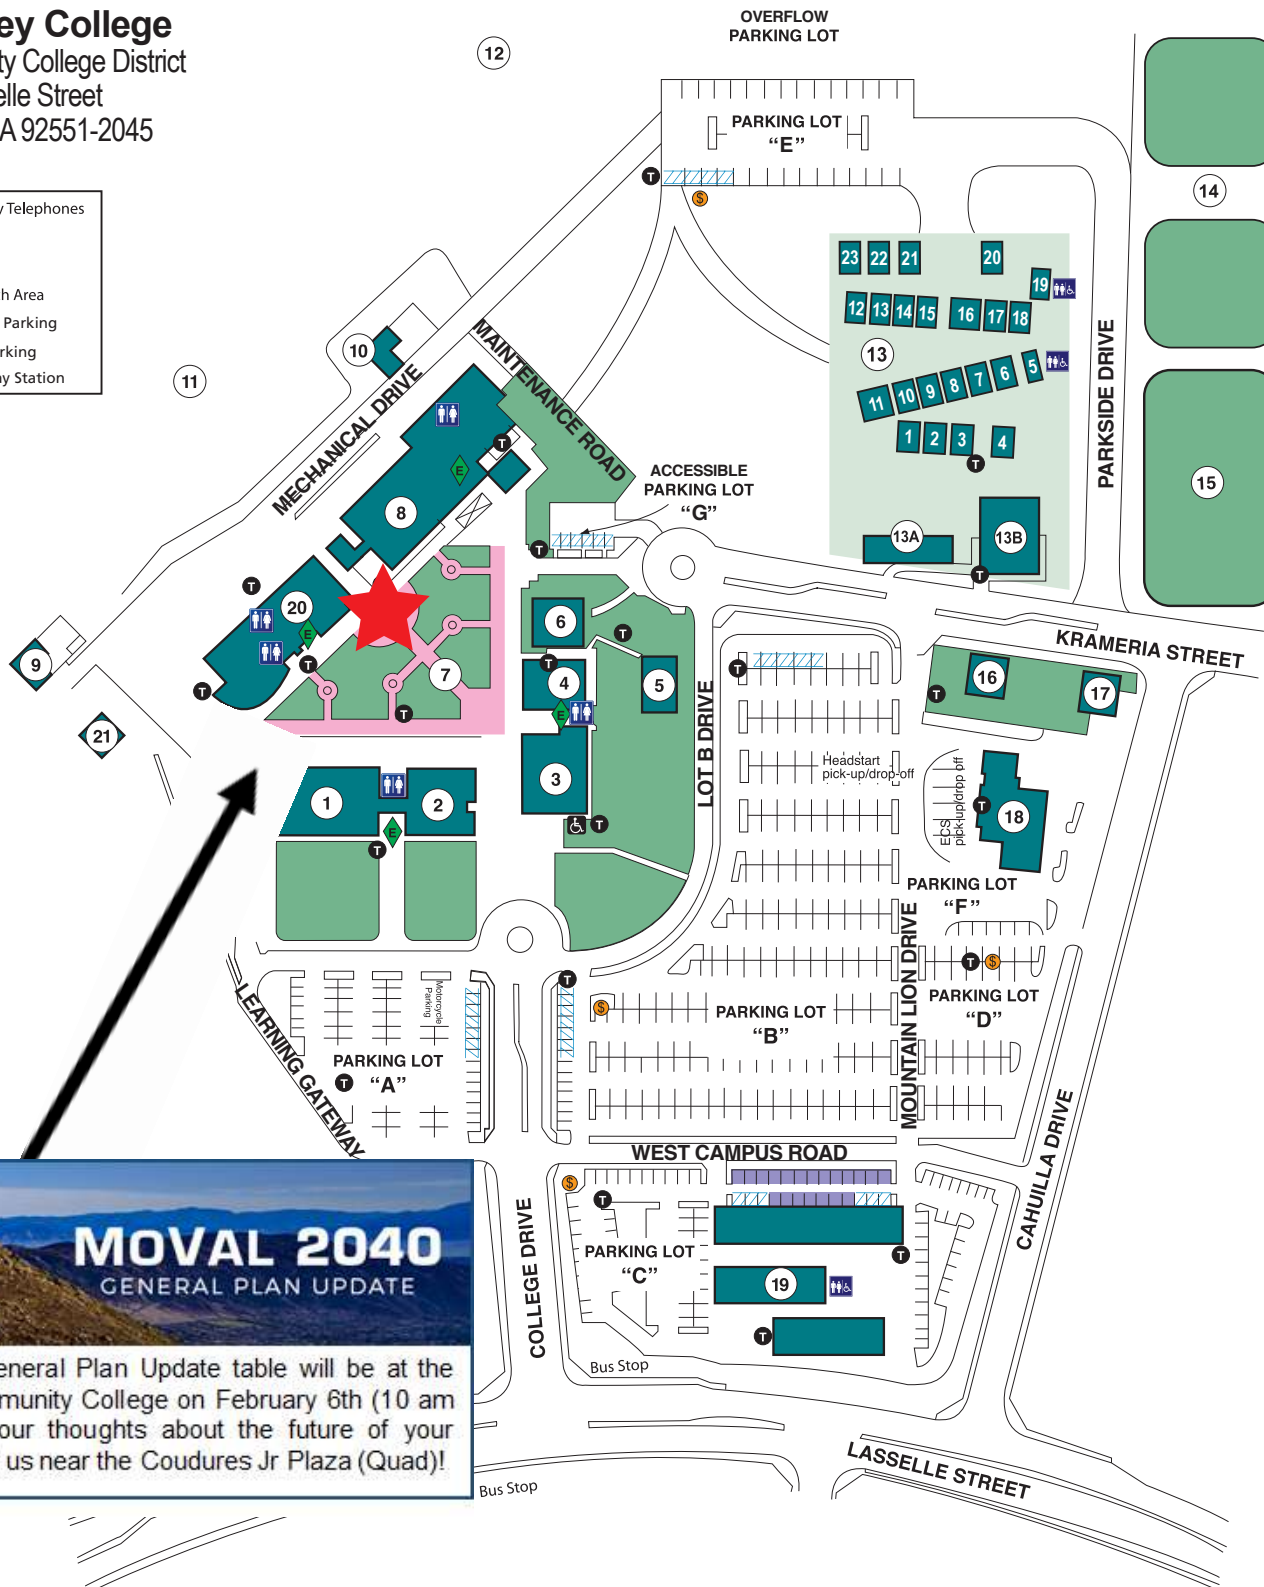 ey College
ty College District
elle Street
A 92551-2045
y Telephones
h Area
Parking
rking
ay Station
OVERFLOW
PARKING LOT
12
PARKING LOT
“E”
T
$
14
23 22 21 20
19
12 13 14 15 16 17 18
13
5
11 10 9 8 7 6
1 2 3 4
T
15
PARKSIDE DRIVE
10
11
MAINTENANCE ROAD
MECHANICAL DRIVE
T
E
8
ACCESSIBLE
PARKING LOT
“G”
T
13A
13B
T
T
20
E
T
T
9
21
7
T
6
T
T
4
E
5
3
T
LOT B DRIVE
T
KRAMERIA STREET
16
17
T
Headstart
pick-up/drop-off
ECS
pick-up/drop off
T
18
1
2
E
T
PARKING LOT
“F”
MOUNTAIN LION DRIVE
T
$
PARKING LOT
“D”
LEARNING GATEWAY
Motorcycle
Parking
PARKING LOT
“A”
T
T
$
PARKING LOT
“B”
CAHUILLA DRIVE
WEST CAMPUS ROAD
$
T
COLLEGE DRIVE
PARKING LOT
“C”
T
19
T
Bus Stop
MOVAL 2040
GENERAL PLAN UPDATE
eneral Plan Update table will be at the
munity College on February 6th (10 am
our thoughts about the future of your
us near the Coudures Jr Plaza (Quad)!
Bus Stop
LASSELLE STREET